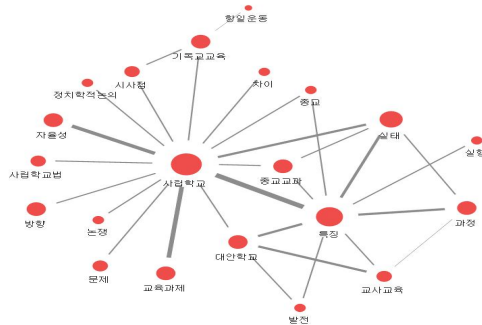 항일운동
기독교교육
시사점
차이
정치학적논의
종교
자율성
실태
사립학교법
사립학교
종교교과
방향
논쟁
특징
과정
대안학교
문제
교육과제
교사교육
발전